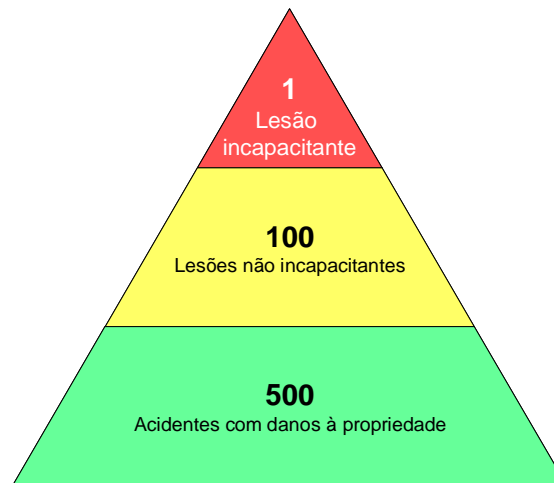 1
Lesão
incapacitante
100
Lesões não incapacitantes
500
Acidentes com danos à propriedade